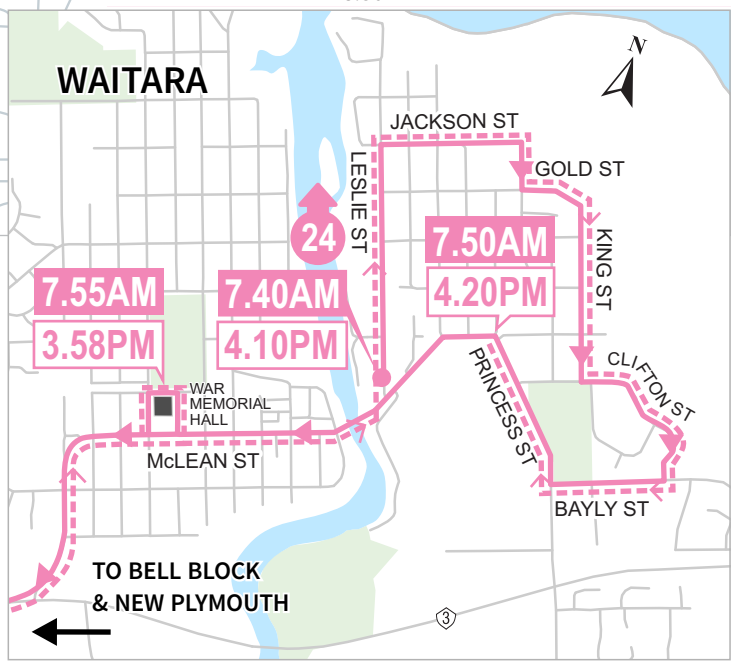 WAITARA
N
JACKSON ST
GOLD ST
LESLIE ST
KING ST
24
7.50AM
4.20PM
7.55AM
3.58PM
7.40AM
4.10PM
CLIFTON ST
PRINCESS ST
WAR
MEMORIAL
HALL
McLEAN ST
BAYLY ST
TO BELL BLOCK
& NEW PLYMOUTH
3